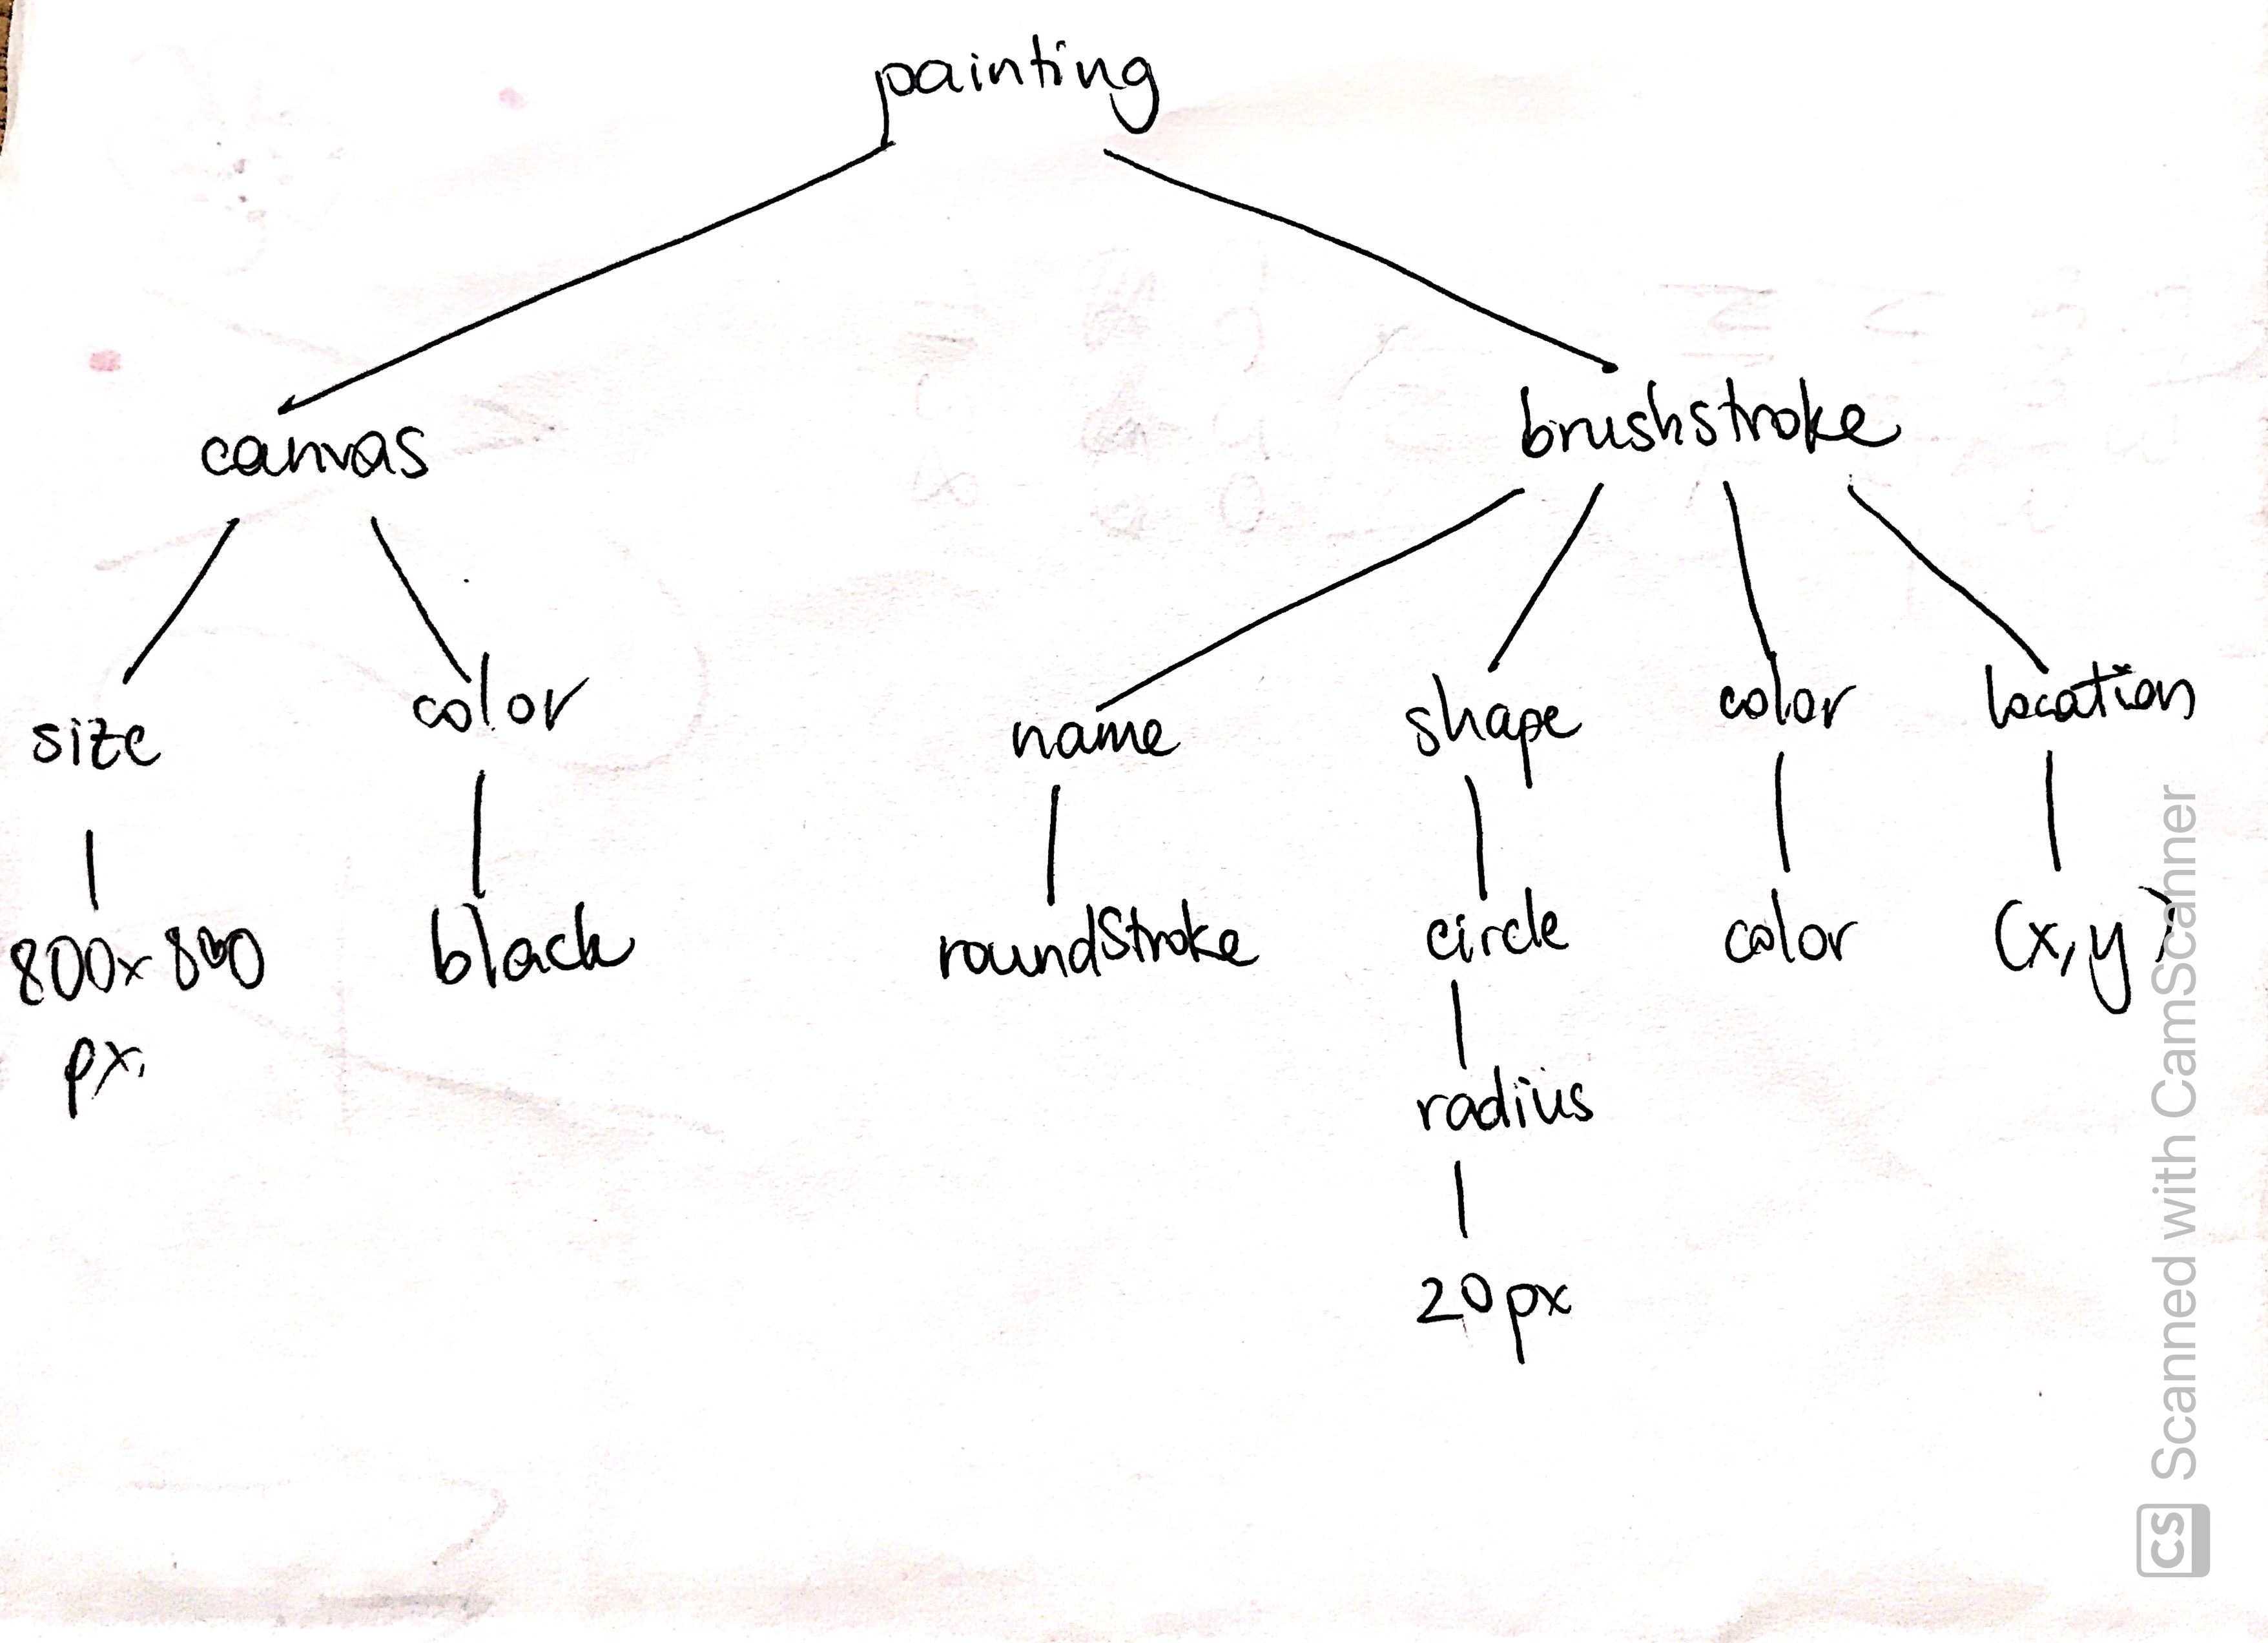 painting
canvas
brushstroke
size
color
name
shape
color
location
800x800
px.
black
roundStroke
circle
color
(x,y)
radius
20px
CS Scanned with CamScanner